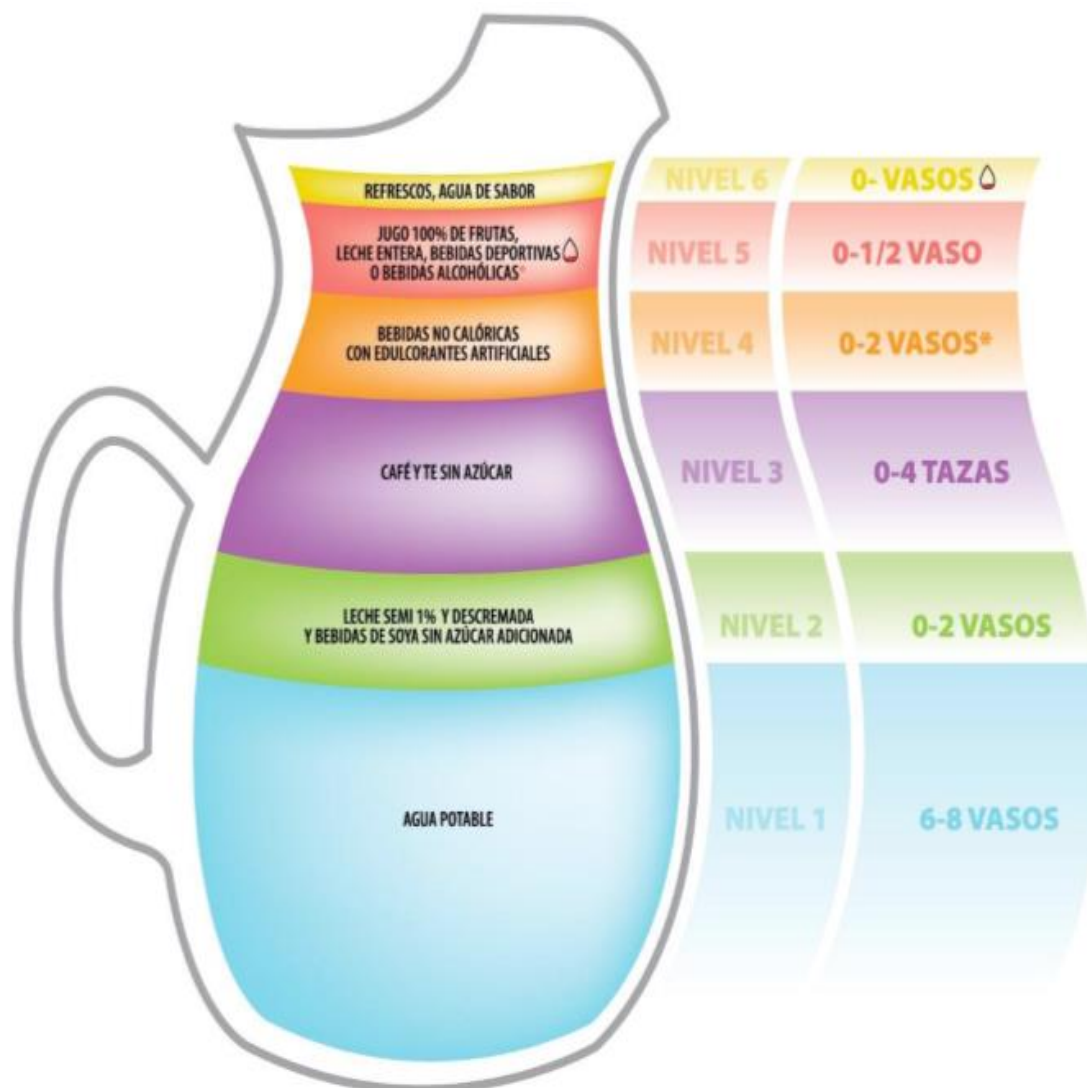 REFRESCOS, AGUA DE SABOR
NIVEL 6
0- VASOS
JUGO 100% DE FRUTAS,
LECHE ENTERA, BEBIDAS DEPORTIVAS
O BEBIDAS ALCOHÓLICAS°
NIVEL 5
0-1/2 VASO
BEBIDAS NO CALÓRICAS
CON EDULCORANTES ARTIFICIALES
NIVEL 4
0-2 VASOS*
CAFÉ Y TE SIN AZÚCAR
NIVEL 3
0-4 TAZAS
LECHE SEMI 1% Y DESCREMADA
Y BEBIDAS DE SOYA SIN AZÚCAR ADICIONADA
NIVEL 2
0-2 VASOS
AGUA POTABLE
NIVEL 1
6-8 VASOS